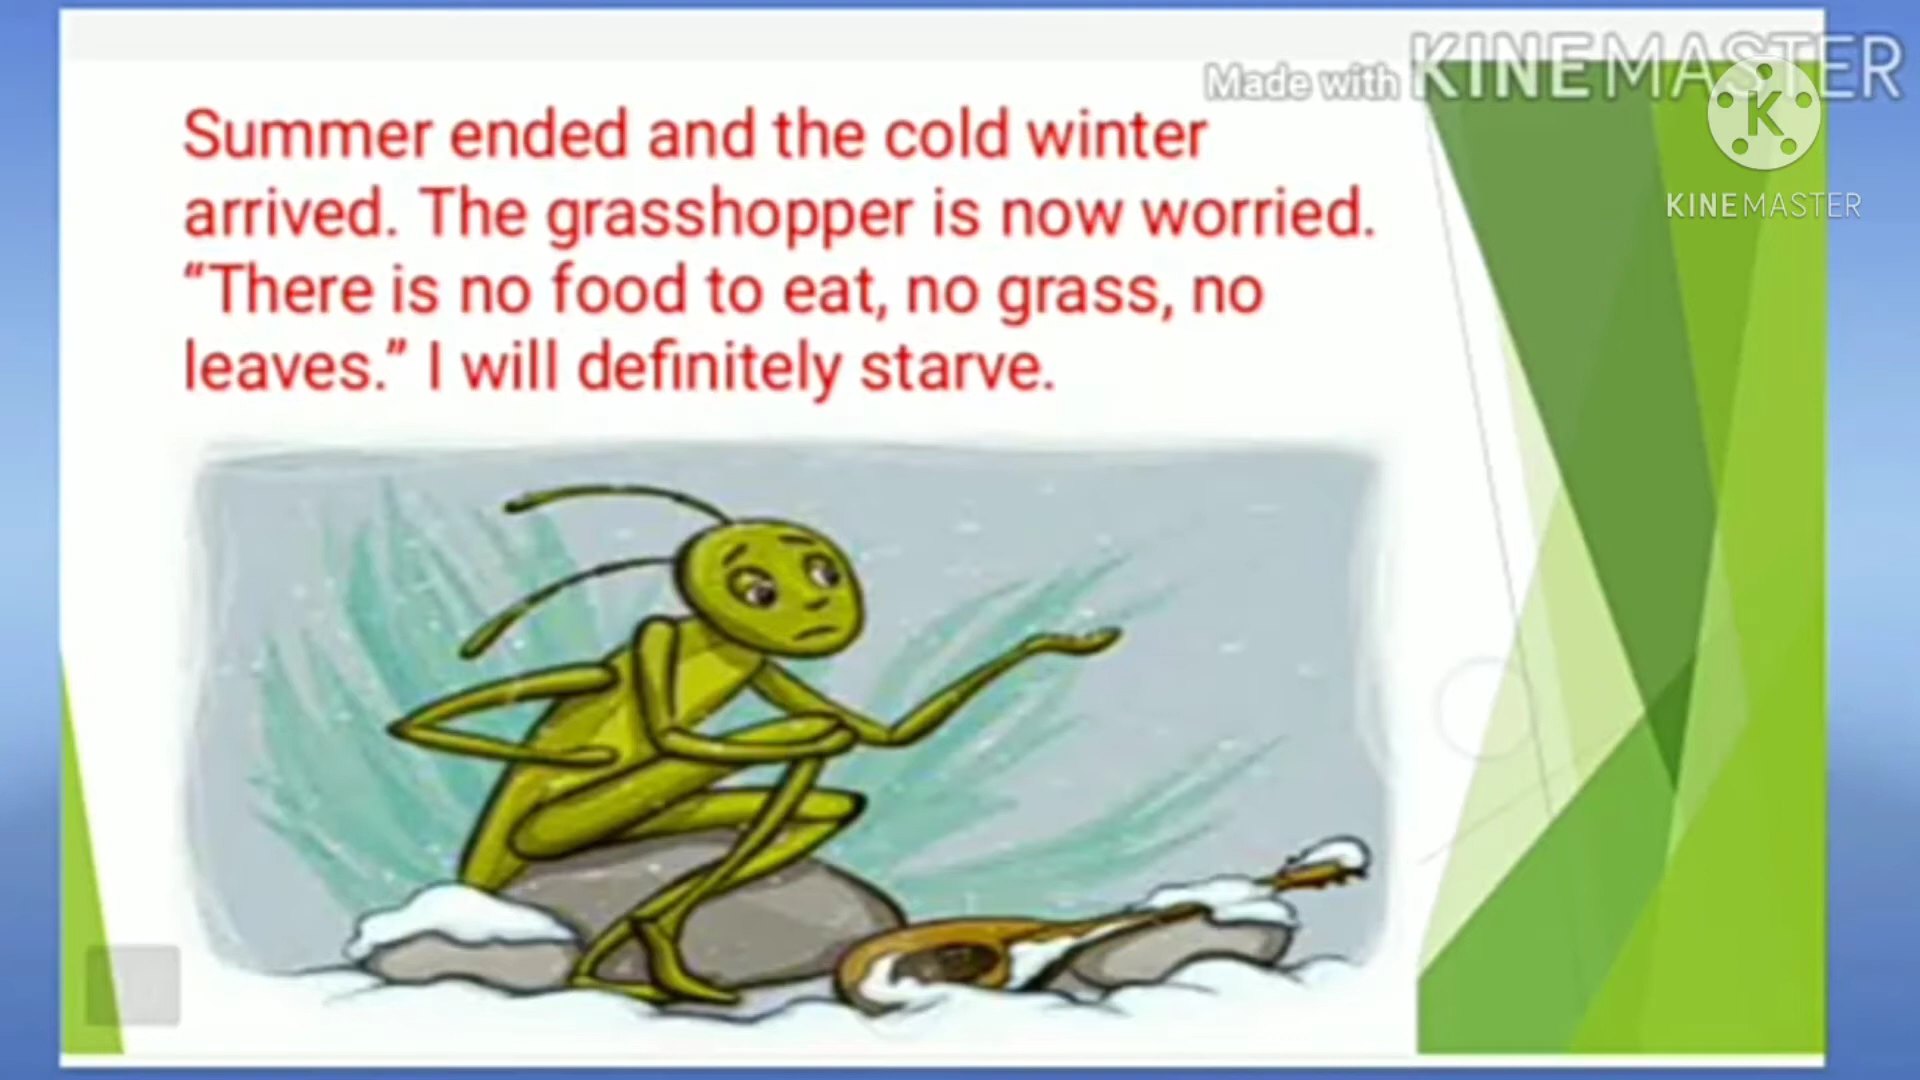 Made with KINEMASTER
K
KINEMASTER
Summer ended and the cold winter
arrived. The grasshopper is now worried.
“There is no food to eat, no grass, no
leaves.” I will definitely starve.